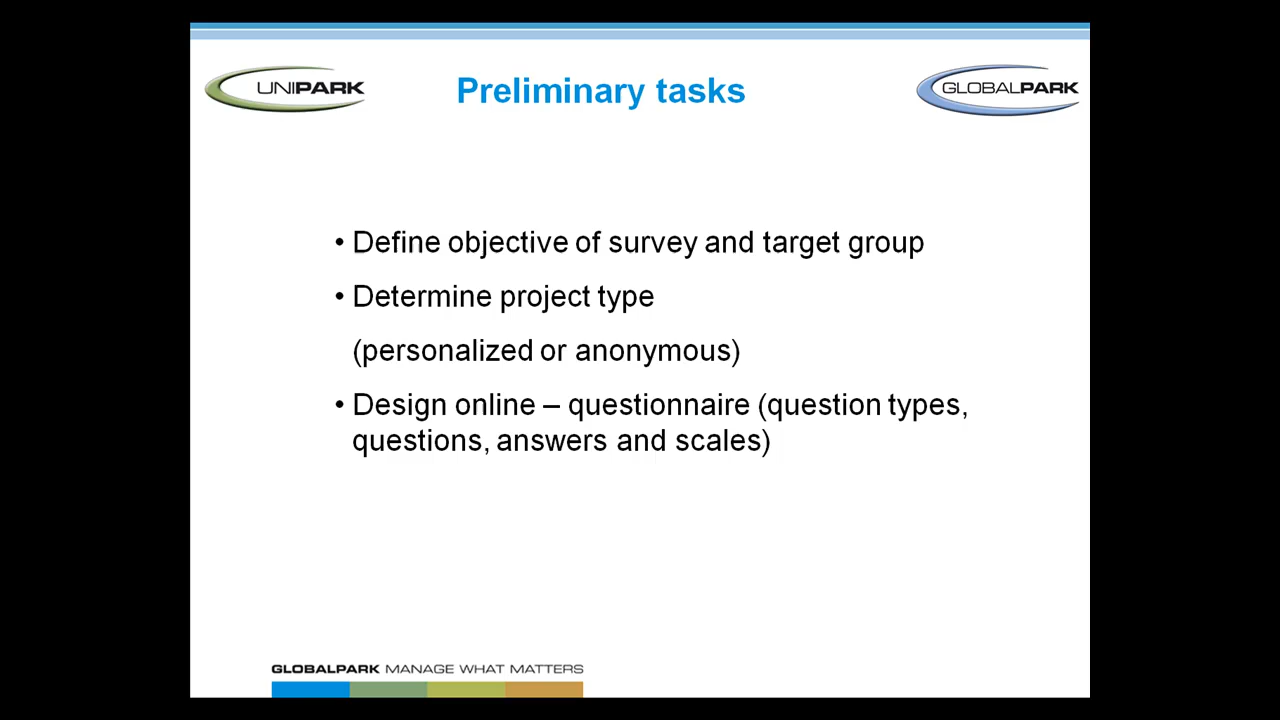 UNIPARK
Preliminary tasks
GLOBALPARK
• Define objective of survey and target group
• Determine project type
(personalized or anonymous)
• Design online – questionnaire (question types,
questions, answers and scales)
GLOBALPARK MANAGE WHAT MATTERS